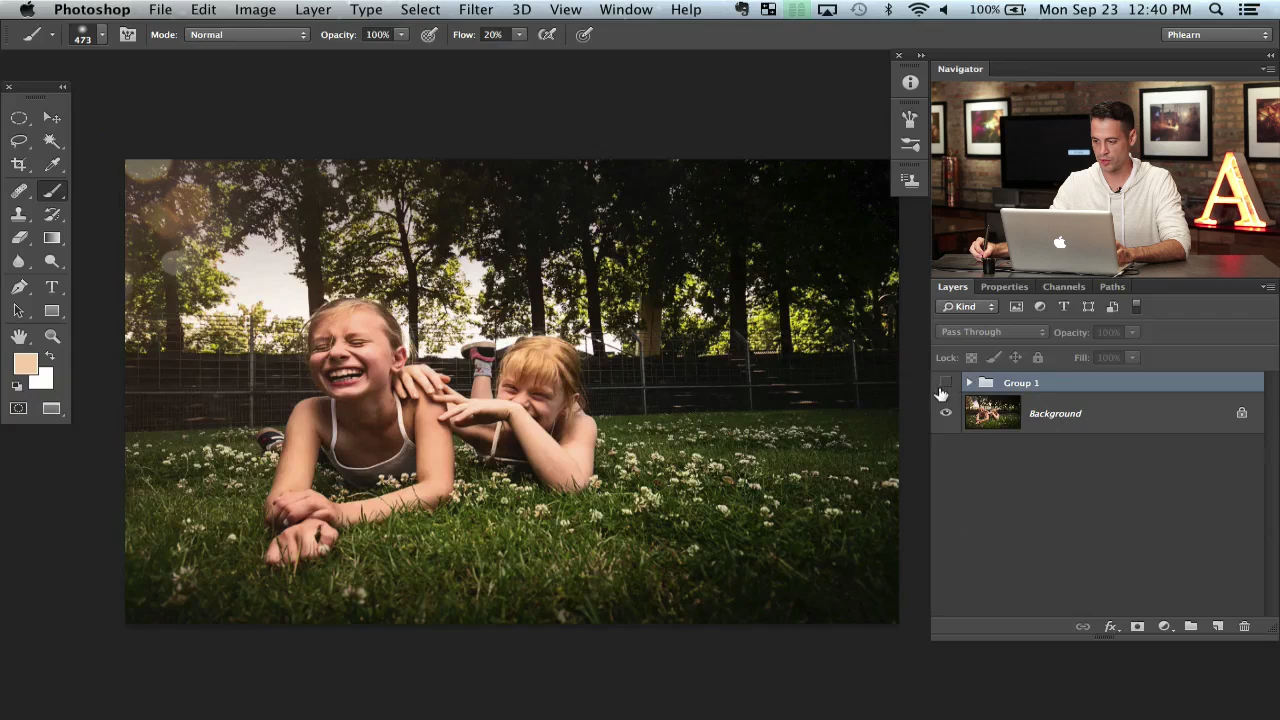 Photoshop File Edit Image Layer Type Select Filter 3D View Window Help 100% Mon Sep 23 12:40 PM
473 Mode: Normal Opacity: 100% Flow: 20% Phlearn
Navigator
A
Layers Properties Channels Paths
Kind T
Pass Through Opacity: 100%
Lock: Fill: 100%
Group 1
Background
fx
T